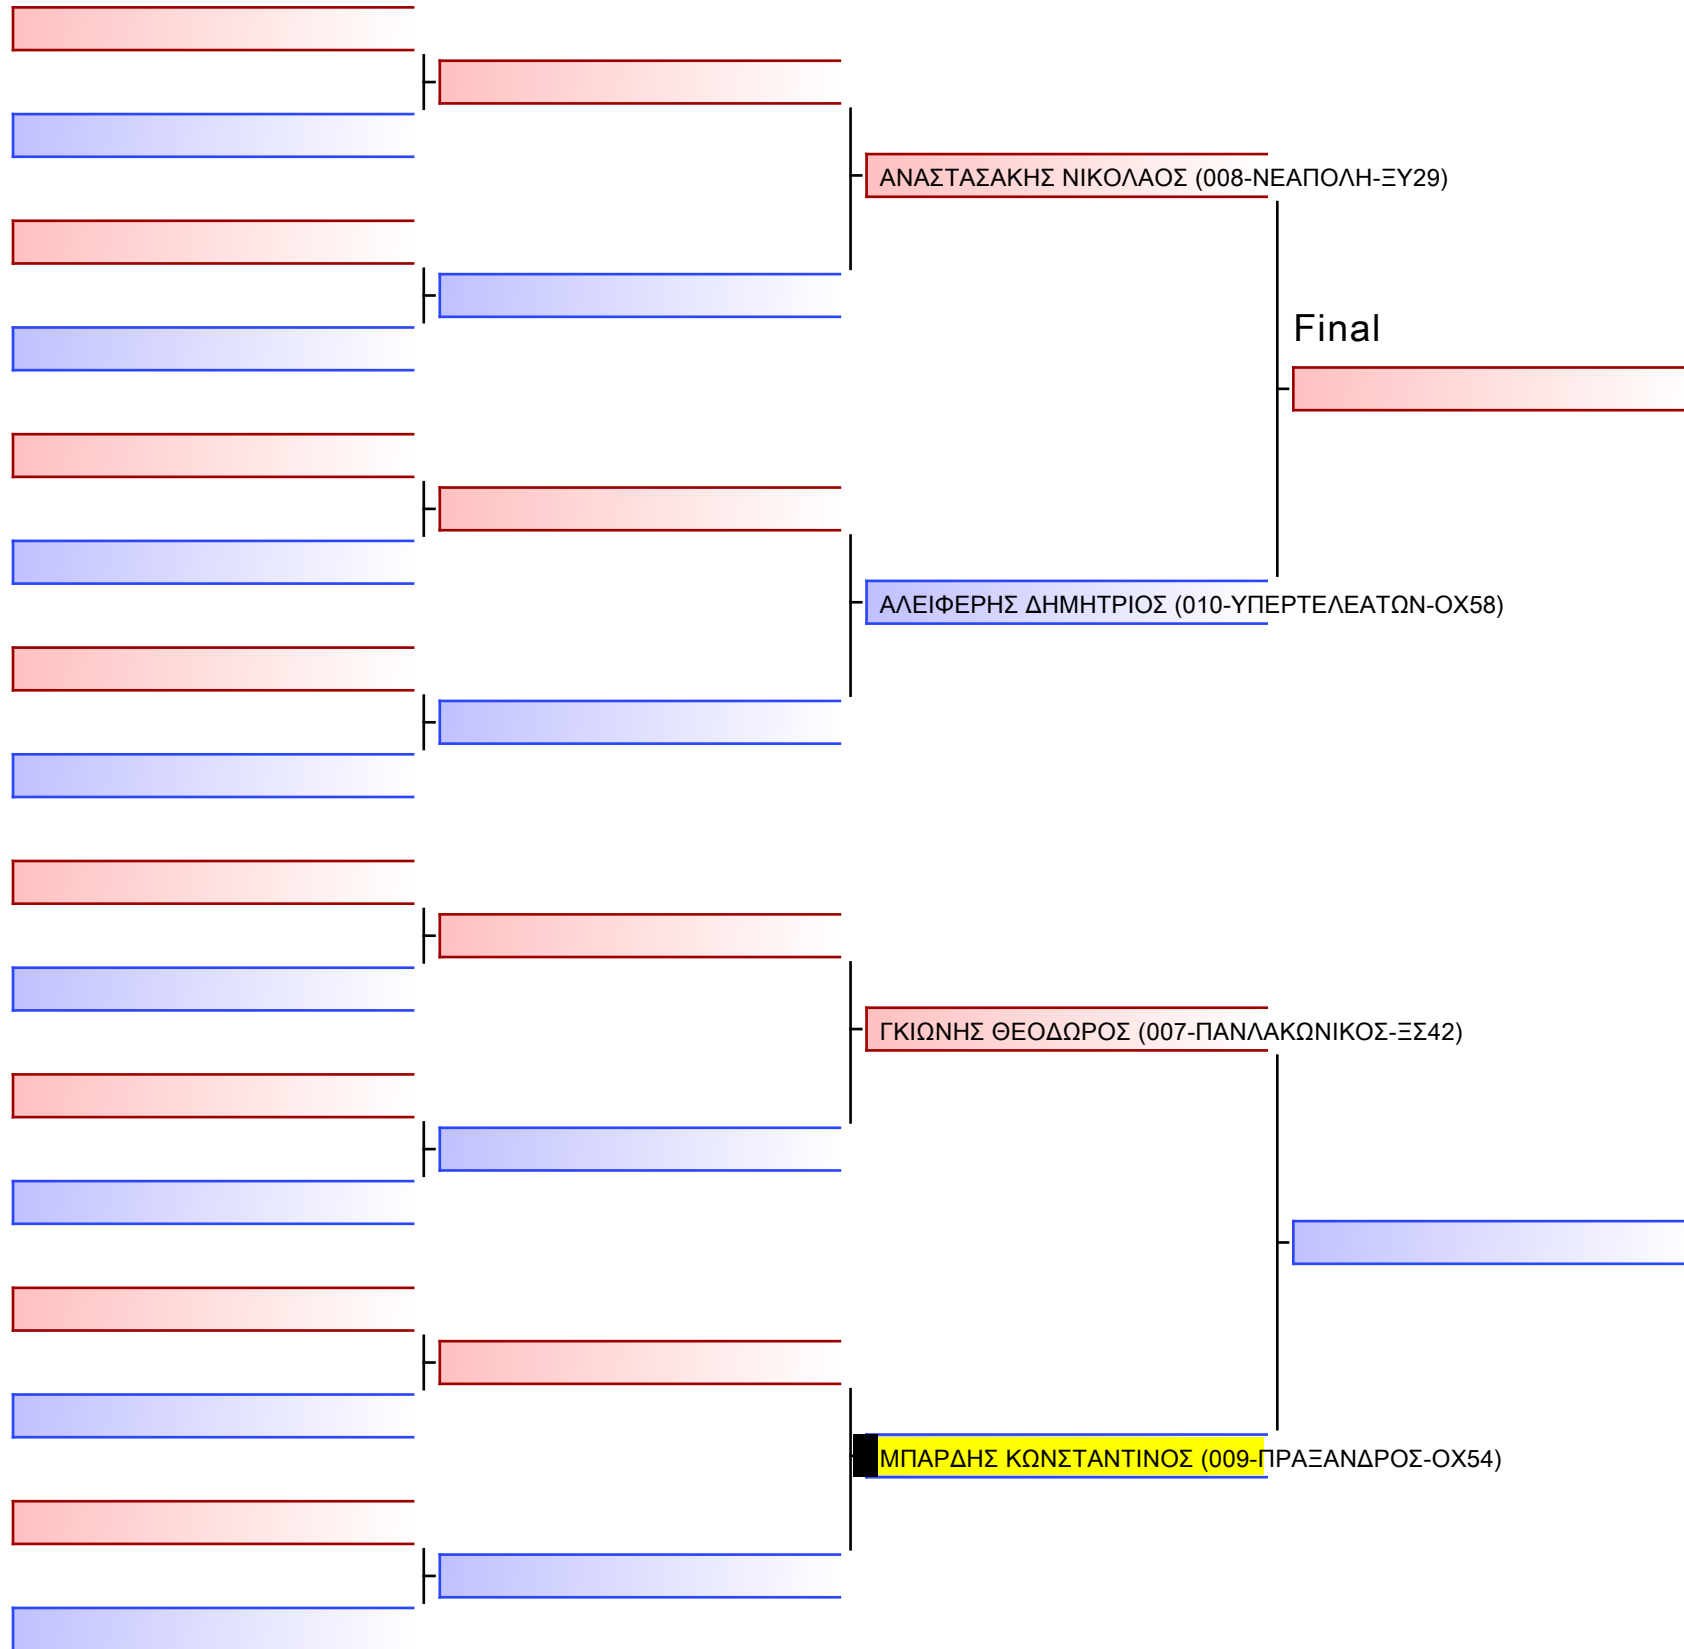 ΑΝΑΣΤΑΣΑΚΗΣ ΝΙΚΟΛΑΟΣ (008-ΝΕΑΠΟΛΗ-ΞΥ29)
Final
ΑΛΕΙΦΕΡΗΣ ΔΗΜΗΤΡΙΟΣ (010-ΥΠΕΡΤΕΛΕΑΤΩΝ-ΟΧ58)
ΓΚΙΩΝΗΣ ΘΕΟΔΩΡΟΣ (007-ΠΑΝΛΑΚΩΝΙΚΟΣ-ΞΣ42)
ΜΠΑΡΔΗΣ ΚΩΝΣΤΑΝΤΙΝΟΣ (009-ΠΡΑΞΑΝΔΡΟΣ-ΟΧ54)